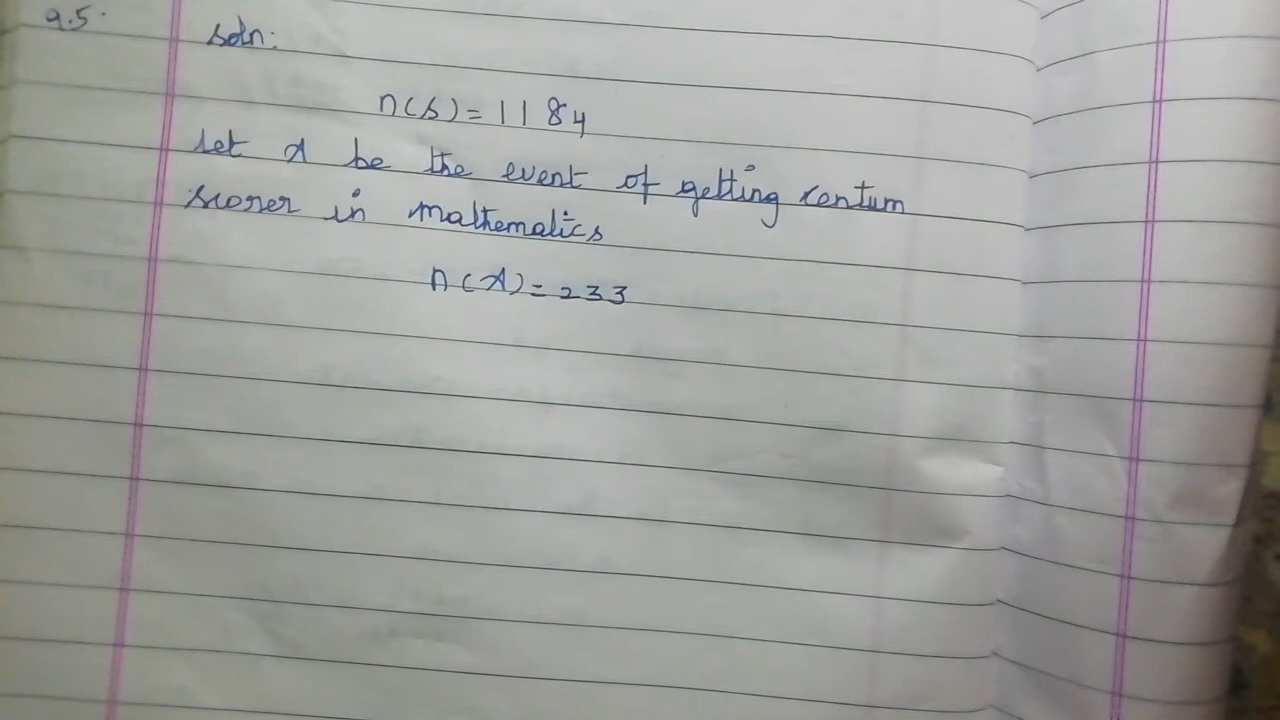 9.5.
soln:
n(s) = 1184
Let A be the event of getting centum
scorer in mathematics
n(A) = 233